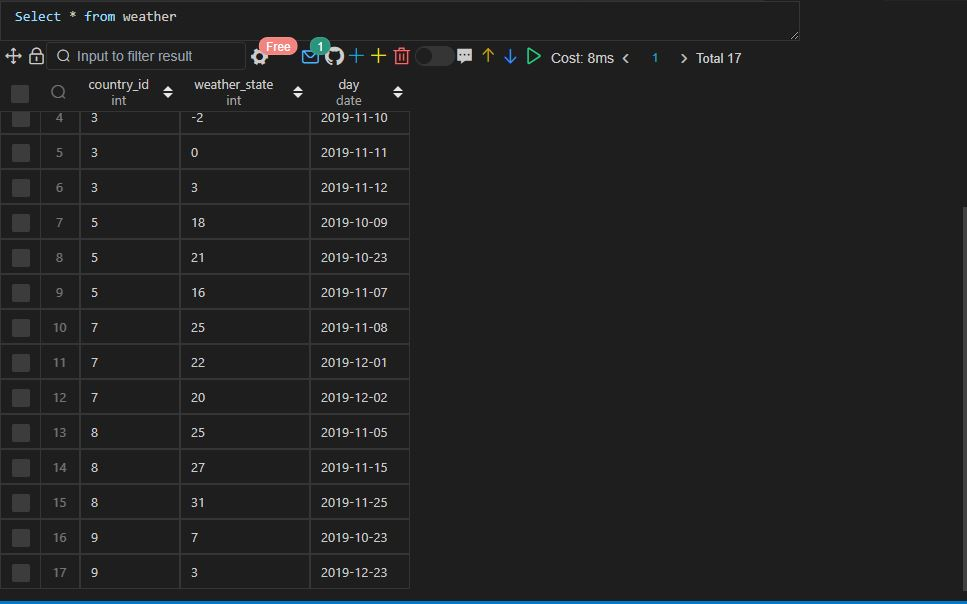 Select * from weather
Input to filter result Free 1 Cost: 8ms 1 Total 17
country_id weather_state day
int int date
4 3 -2 2019-11-10
5 3 0 2019-11-11
6 3 3 2019-11-12
7 5 18 2019-10-09
8 5 21 2019-10-23
9 5 16 2019-11-07
10 7 25 2019-11-08
11 7 22 2019-12-01
12 7 20 2019-12-02
13 8 25 2019-11-05
14 8 27 2019-11-15
15 8 31 2019-11-25
16 9 7 2019-10-23
17 9 3 2019-12-23